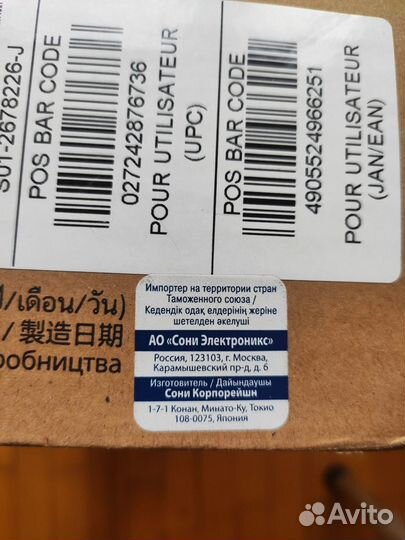 S01-2678226-J
POS BAR CODE
027242876736
POUR UTILISATEUR
(UPC)
POS BAR CODE
4905524966251
POUR UTILISATEUR
(JAN/EAN)
/เดือน/วัน)
/ 製造日期
робництва
Импортер на территории стран
Таможенного союза /
Кедендік одақ елдерінің жеріне
шетелден әкелуші
АО «Сони Электроникс»
Россия, 123103, г. Москва,
Карамышевский пр-д, д. 6
Изготовитель / Дайындаушы
Сони Корпорейшн
1-7-1 Конан, Минато-Ку, Токио
108-0075, Япония
Avito